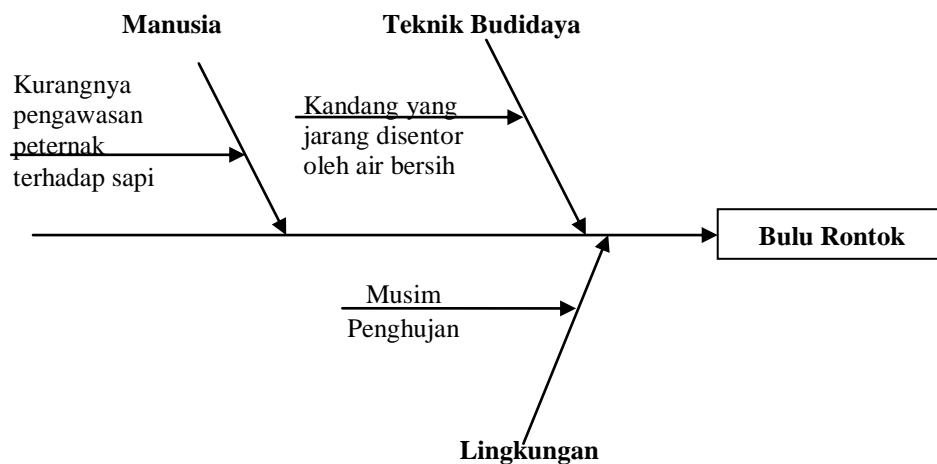 Manusia
Teknik Budidaya
Kurangnya
pengawasan
peternak
terhadap sapi
Kandang yang
jarang disentor
oleh air bersih
Bulu Rontok
Musim
Penghujan
Lingkungan